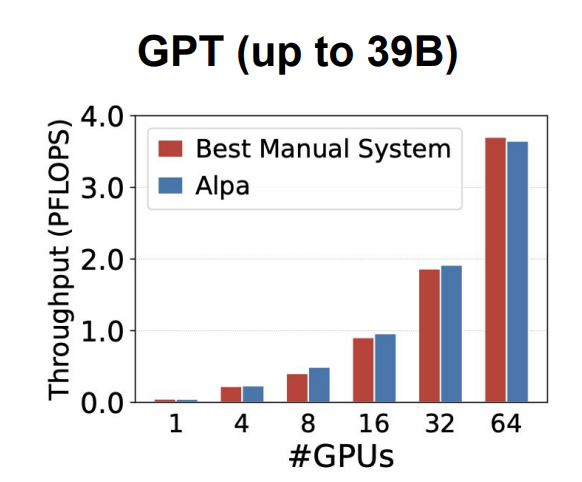 GPT (up to 39B)
4.0
3.0
2.0
1.0
0.0
Throughput (PFLOPS)
Best Manual System
Alpa
1 4 8 16 32 64
#GPUs